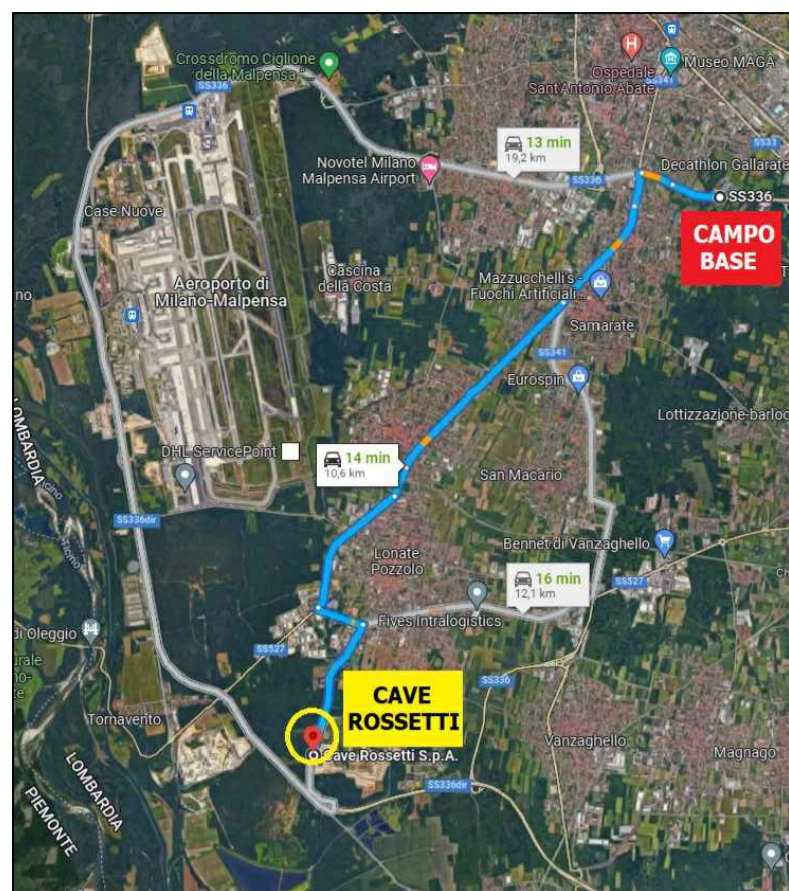 Crossdromo Ciglione
della Malpensa -...
SS336
H
Ospedale
Sant'Antonio Abate
Museo MAGA
SS341
SS33
13 min
19,2 km
Novotel Milano
Malpensa Airport
SS336
Decathlon Gallarate
SS336
CAMPO
BASE
Case Nuove
Aeroporto di
Milano-Malpensa
Cascina
della Costa
Mazzucchelli's -
Fuochi Artificiali...
Samarate
SS341
Eurospin
Lottizzazione-barloc
LOMBARDIA
DHL ServicePoint
14 min
10,6 km
San Macario
SS336dir
Lonate
Pozzolo
Bennet di Vanzaghello
16 min
12,1 km
SS527
Fives Intralogistics
di Oleggio
SS527
SS336
CAVE
ROSSETTI
Tornavento
Cave Rossetti S.p.A.
Vanzaghello
Magnago
LOMBARDIA
PIEMONTE
SS336dir